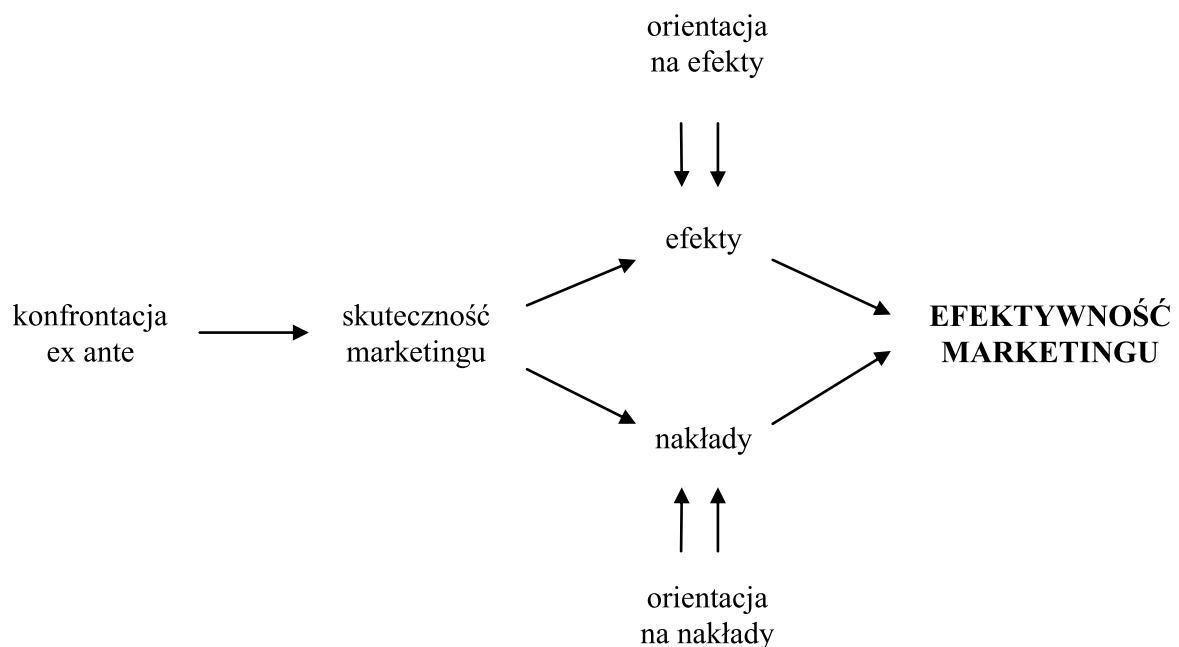 orientacja
na efekty
efekty
konfrontacja
ex ante
skuteczność
marketingu
EFEKTYWNOŚĆ
MARKETINGU
nakłady
orientacja
na nakłady